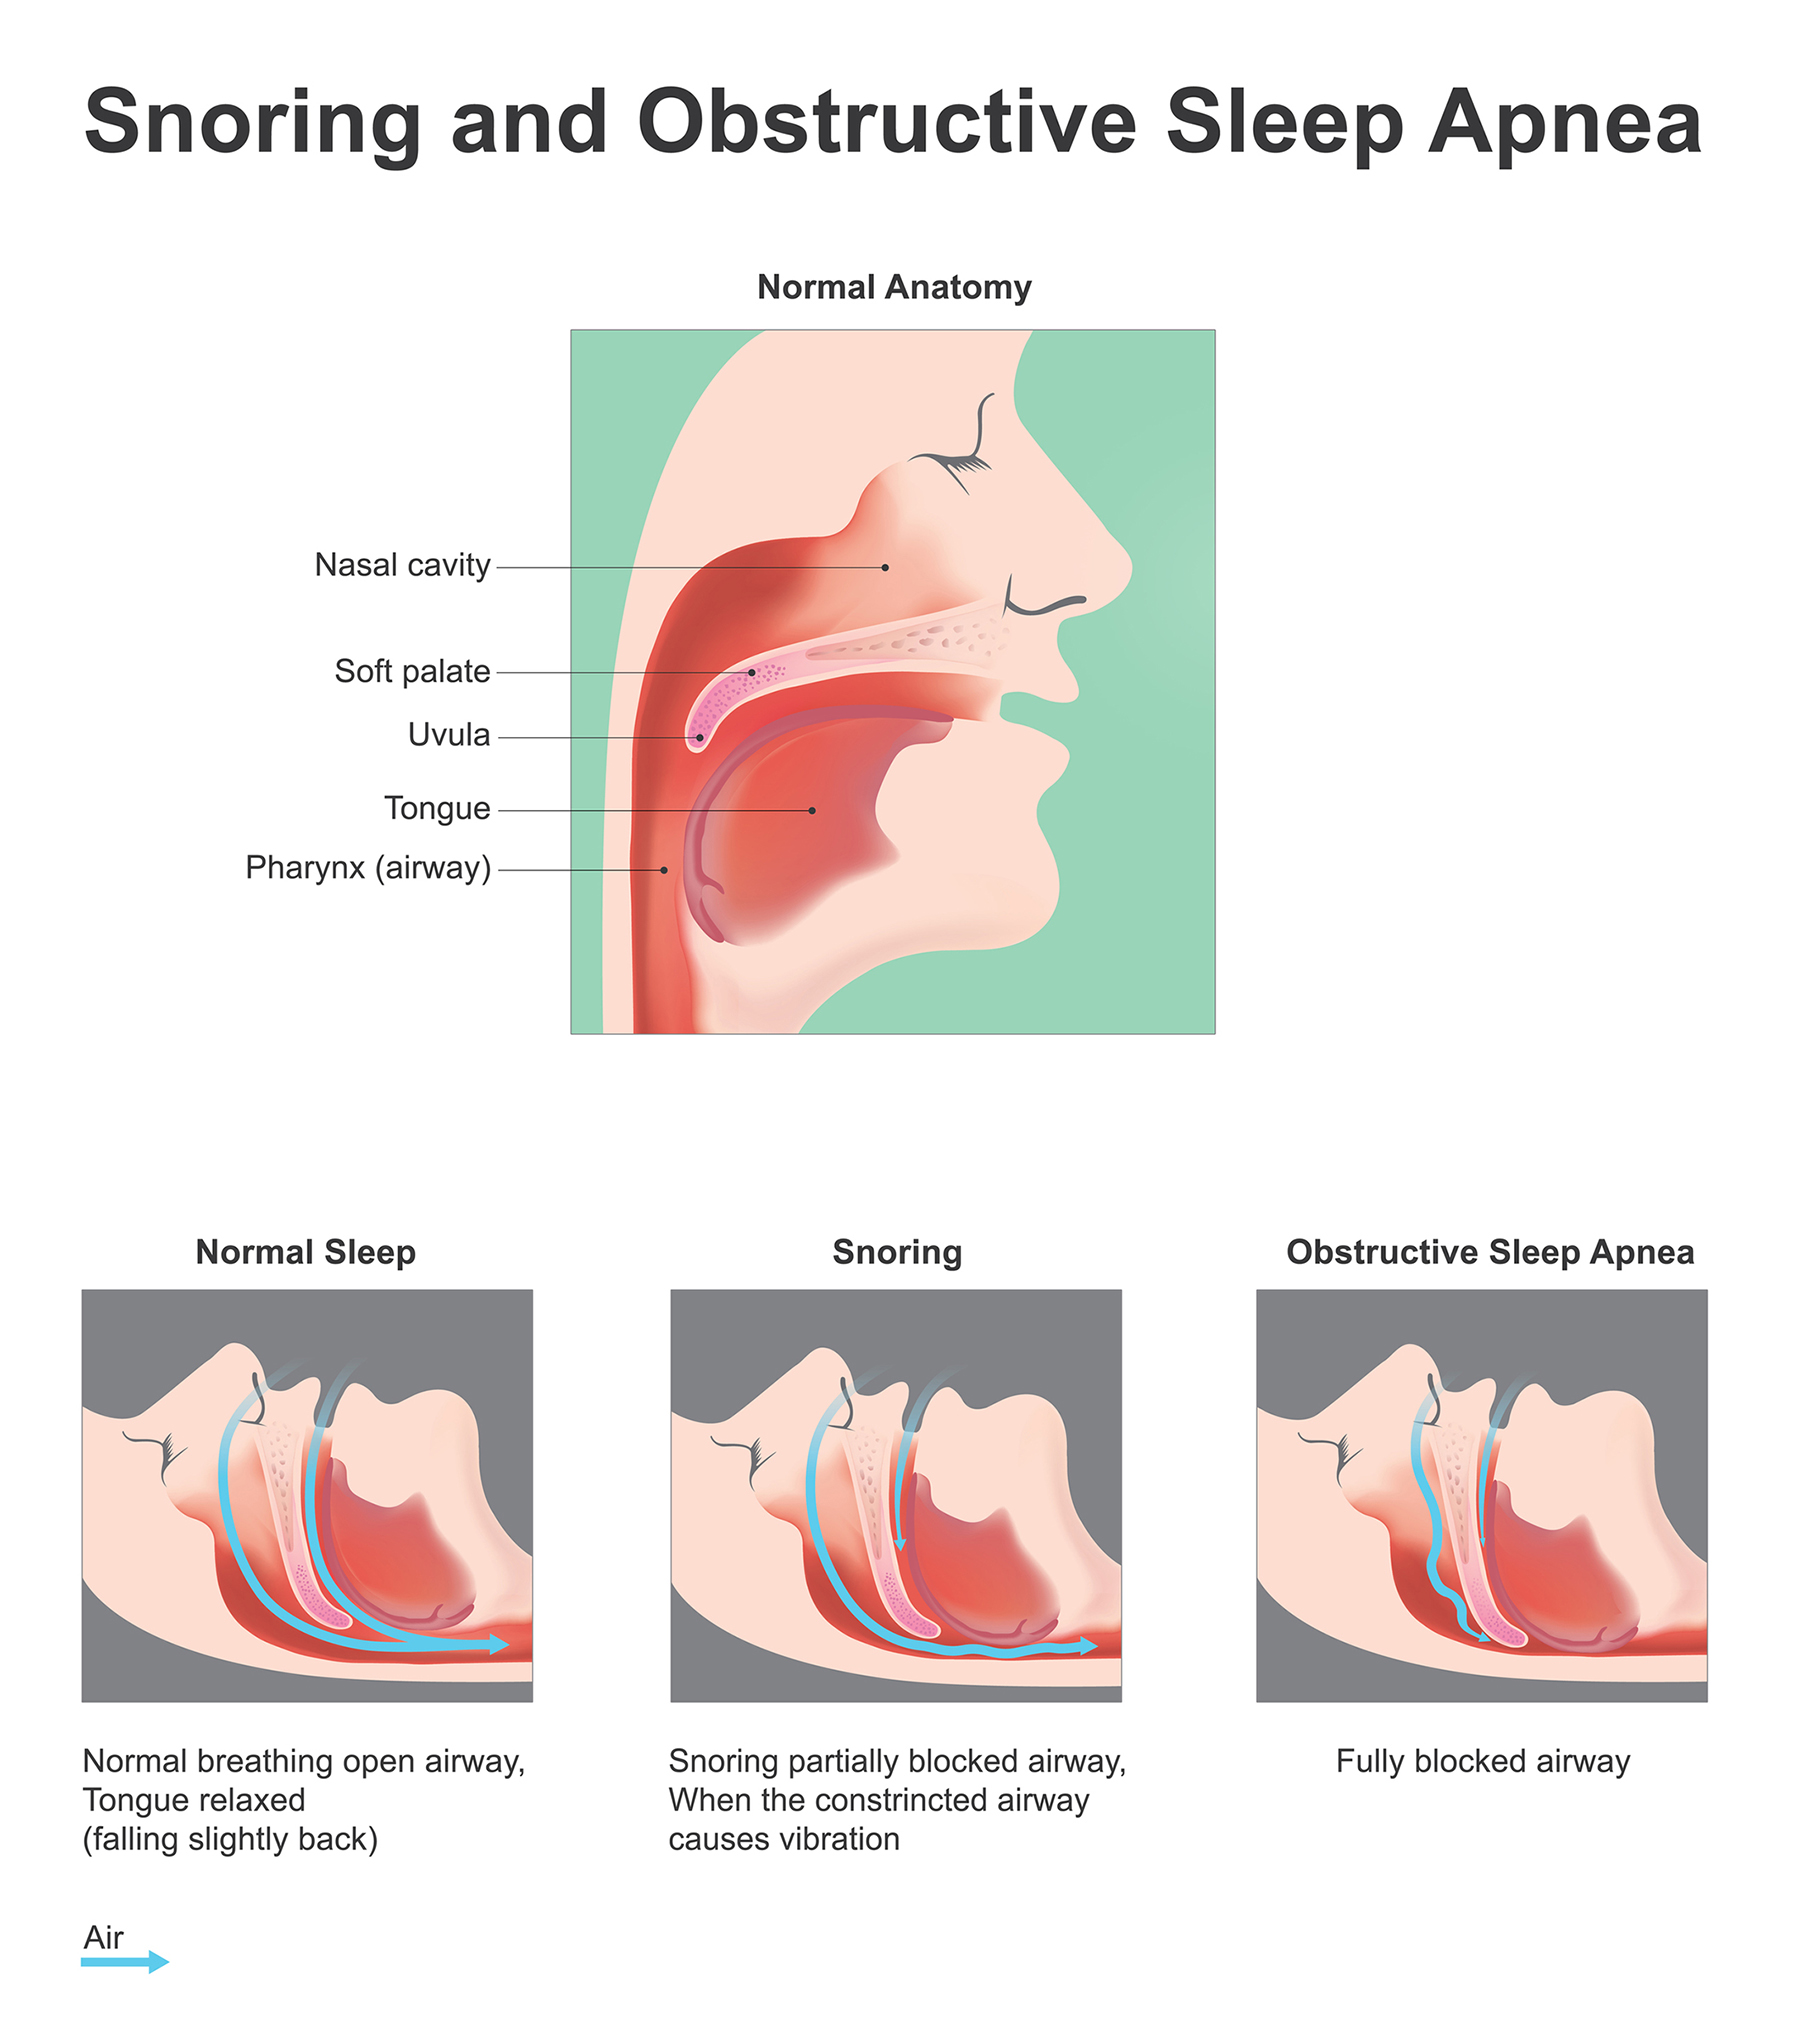 Snoring and Obstructive Sleep Apnea
Normal Anatomy
Nasal cavity
Soft palate
Uvula
Tongue
Pharynx (airway)
Normal Sleep
Snoring
Obstructive Sleep Apnea
Normal breathing open airway,
Tongue relaxed
(falling slightly back)
Snoring partially blocked airway,
When the constrincted airway
causes vibration
Fully blocked airway
Air